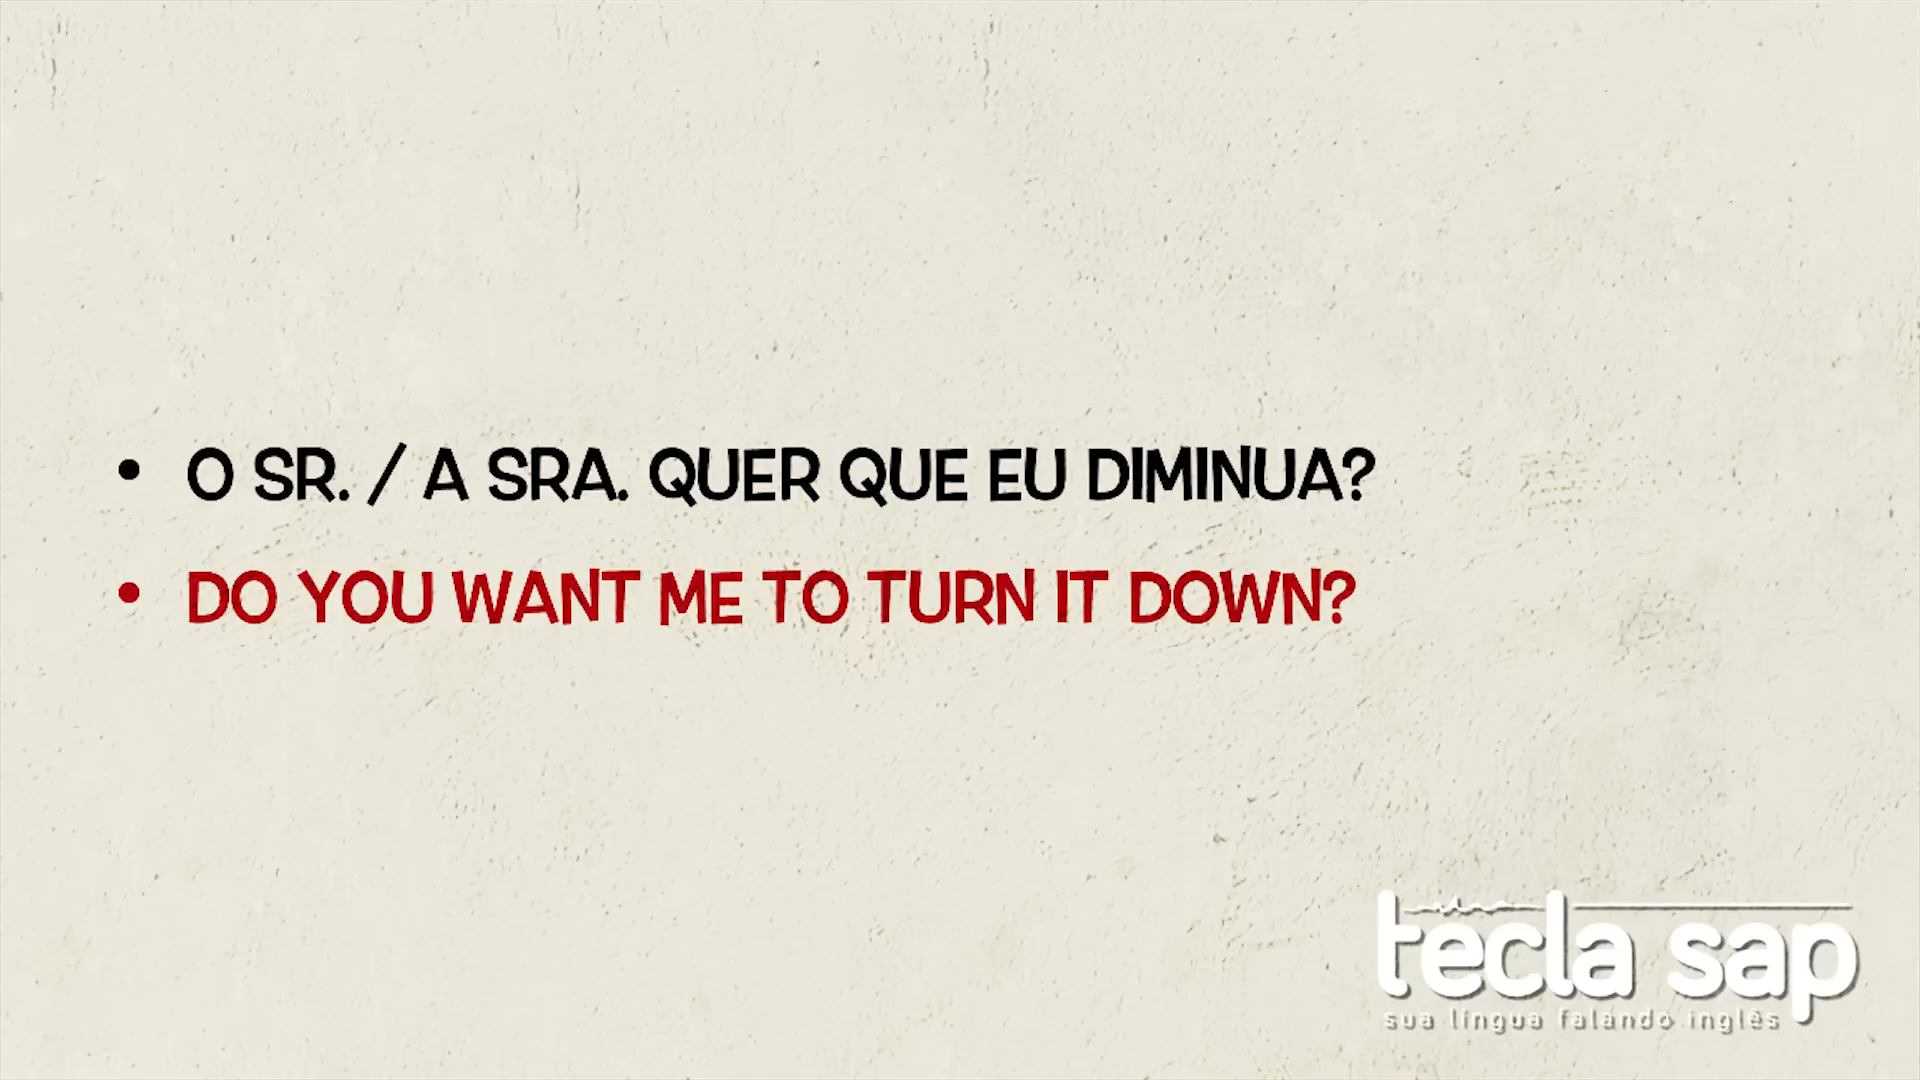 • O SR. / A SRA. QUER QUE EU DIMINUA?
• DO YOU WANT ME TO TURN IT DOWN?
tecla sap
sua língua falando inglês